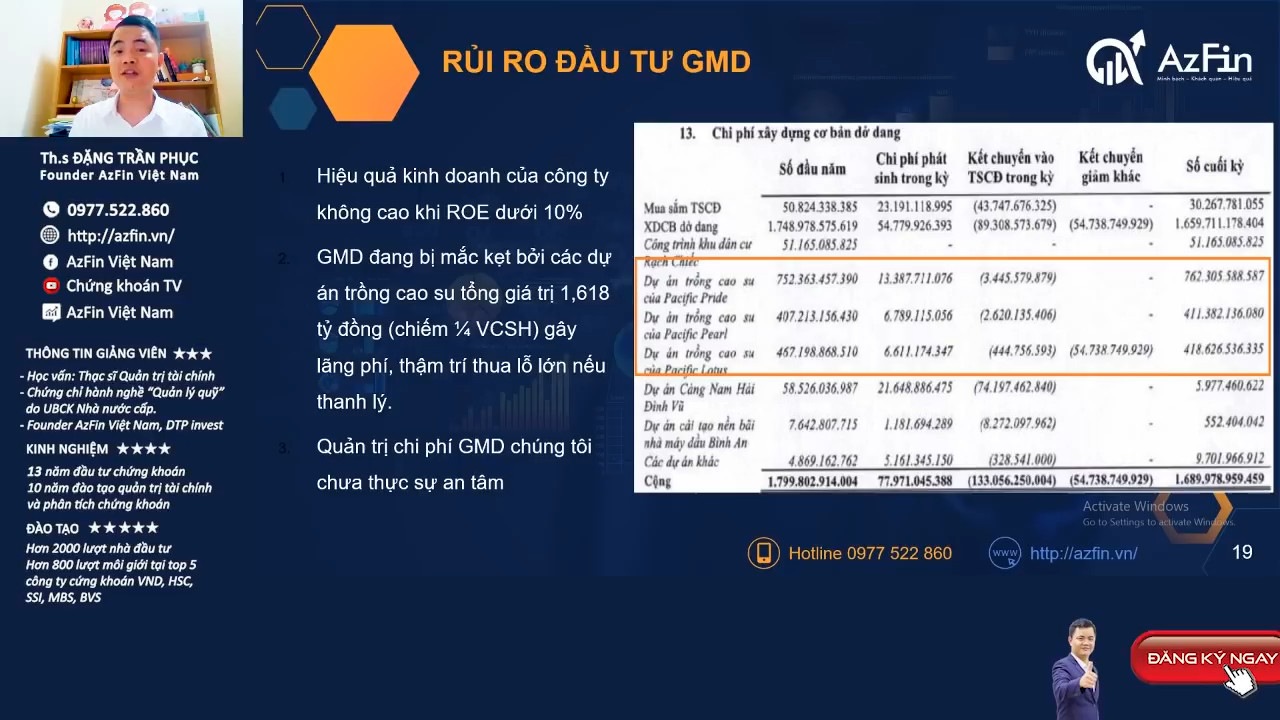 RỦI RO ĐẦU TƯ GMD
AzFin
Minh bạch - Khách quan - Hiệu quả
Th.s ĐẶNG TRẦN PHỤC
Founder AzFin Việt Nam
0977.522.860
http://azfin.vn/
AzFin Việt Nam
Chứng khoán TV
AzFin Việt Nam
THÔNG TIN GIẢNG VIÊN ★★★
- Học vấn: Thạc sĩ Quản trị tài chính
- Chứng chỉ hành nghề "Quản lý quỹ"
do UBCK Nhà nước cấp.
- Founder AzFin Việt Nam, DTP invest
KINH NGHIỆM ★★★★
13 năm đầu tư chứng khoán
10 năm đào tạo quản trị tài chính
và phân tích chứng khoán
ĐÀO TẠO ★★★★★
Hơn 2000 lượt nhà đầu tư
Hơn 800 lượt môi giới tại top 5
công ty cứng khoán VND, HSC,
SSI, MBS, BVS
1. Hiệu quả kinh doanh của công ty
không cao khi ROE dưới 10%
2. GMD đang bị mắc kẹt bởi các dự
án trồng cao su tổng giá trị 1,618
tỷ đồng (chiếm ¼ VCSH) gây
lãng phí, thậm trí thua lỗ lớn nếu
thanh lý.
3. Quản trị chi phí GMD chúng tôi
chưa thực sự an tâm
13. Chi phí xây dựng cơ bản dở dang
Số đầu năm Chi phí phát sinh trong kỳ Kết chuyển vào TSCĐ trong kỳ Kết chuyển giảm khác Số cuối kỳ
Mua sắm TSCĐ 50.824.338.385 23.191.118.995 (43.747.676.325) - 30.267.781.055
XDCB dở dang 1.748.978.575.619 54.779.926.393 (89.308.573.679) (54.738.749.929) 1.659.711.178.404
Công trình khu dân cư 51.165.085.825 - - - 51.165.085.825
Rạch Chiếc
Dự án trồng cao su 752.363.457.390 13.387.711.076 (3.445.579.879) - 762.305.588.587
của Pacific Pride
Dự án trồng cao su 407.213.156.430 6.789.115.056 (2.620.135.406) - 411.382.136.080
của Pacific Pearl
Dự án trồng cao su 467.198.868.510 6.611.174.347 (444.756.593) (54.738.749.929) 418.626.536.335
của Pacific Lotus
Dự án Cảng Nam Hải 58.526.036.987 21.648.886.475 (74.197.462.840) - 5.977.460.622
Đình Vũ
Dự án cải tạo nền bãi 7.642.807.715 1.181.694.289 (8.272.097.962) - 552.404.042
nhà máy dầu Bình An
Các dự án khác 4.869.162.762 5.161.345.150 (328.541.000) - 9.701.966.912
Cộng 1.799.802.914.004 77.971.045.388 (133.056.250.004) (54.738.749.929) 1.689.978.959.459
Activate Windows
Go to Settings to activate Windows.
Hotline 0977 522 860
www
http://azfin.vn/
19
ĐĂNG KÝ NGAY